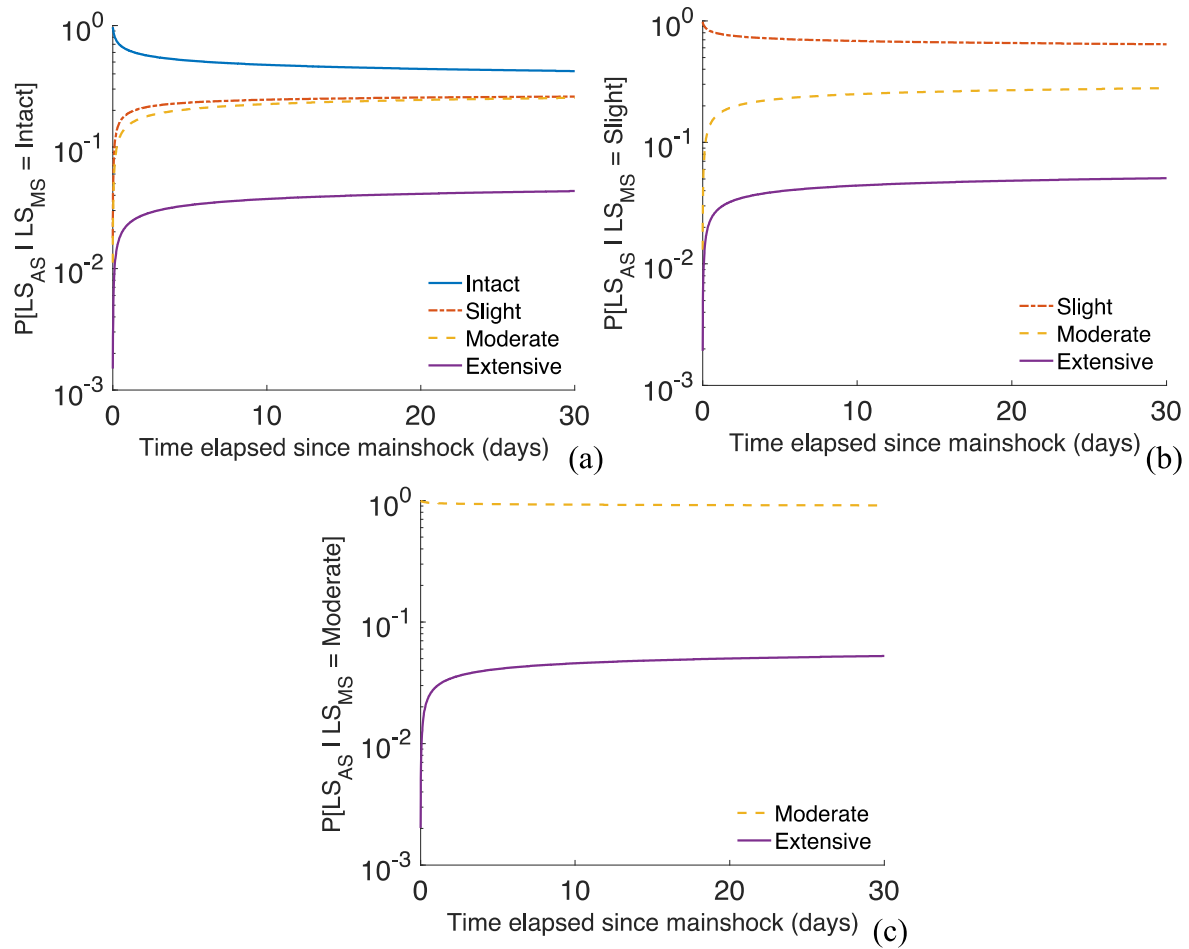 10^0
10^-1
10^-2
10^-3
P[LS_AS I LS_MS = Intact]
Intact
Slight
Moderate
Extensive
0 10 20 30
Time elapsed since mainshock (days)
(a)
10^0
10^-1
10^-2
10^-3
P[LS_AS I LS_MS = Slight]
Slight
Moderate
Extensive
0 10 20 30
Time elapsed since mainshock (days)
(b)
10^0
10^-1
10^-2
10^-3
P[LS_AS I LS_MS = Moderate]
Moderate
Extensive
0 10 20 30
Time elapsed since mainshock (days)
(c)